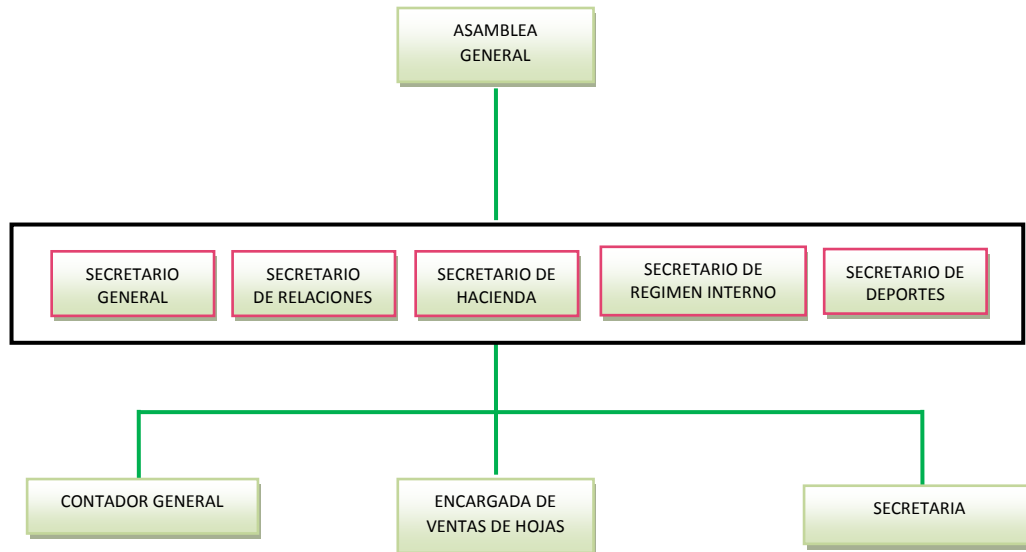 ASAMBLEA
GENERAL
SECRETARIO
GENERAL
SECRETARIO
DE RELACIONES
SECRETARIO DE
HACIENDA
SECRETARIO DE
REGIMEN INTERNO
SECRETARIO DE
DEPORTES
CONTADOR GENERAL
ENCARGADA DE
VENTAS DE HOJAS
SECRETARIA